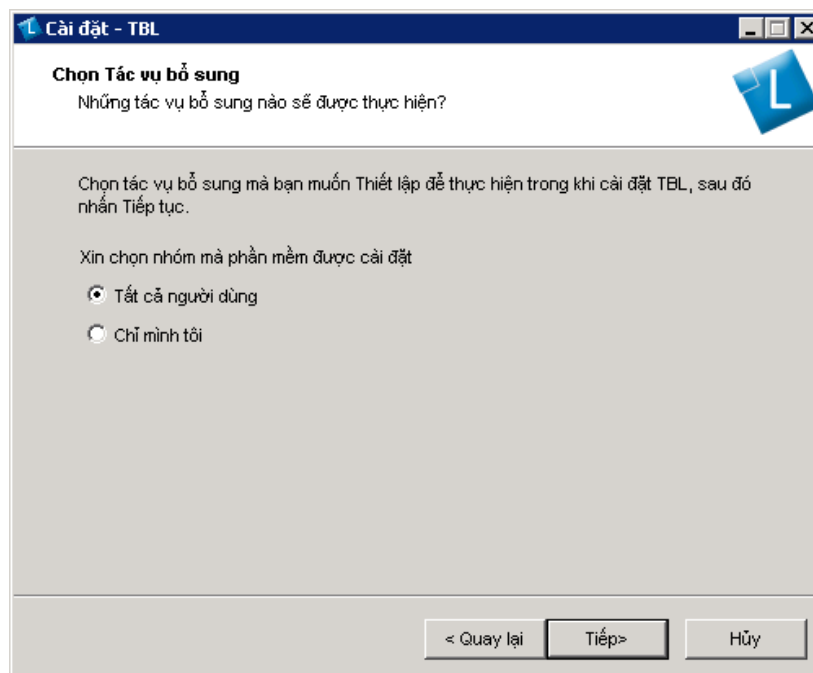 Cài đặt - TBL
Chọn Tác vụ bổ sung
Những tác vụ bổ sung nào sẽ được thực hiện?
L
Chọn tác vụ bổ sung mà bạn muốn Thiết lập để thực hiện trong khi cài đặt TBL, sau đó
nhấn Tiếp tục.
Xin chọn nhóm mà phần mềm được cài đặt
Tất cả người dùng
Chỉ mình tôi
< Quay lại
Tiếp>
Hủy